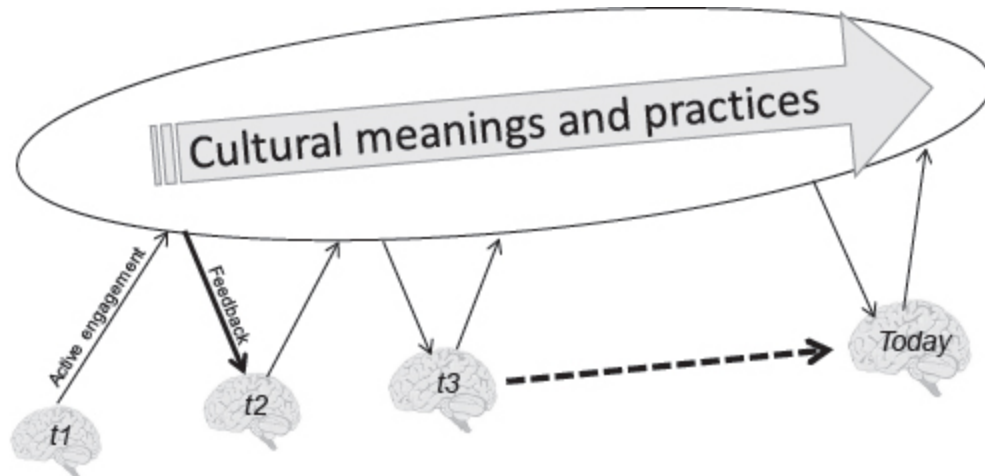 Cultural meanings and practices
Active engagement
Feedback
t1
t2
t3
Today